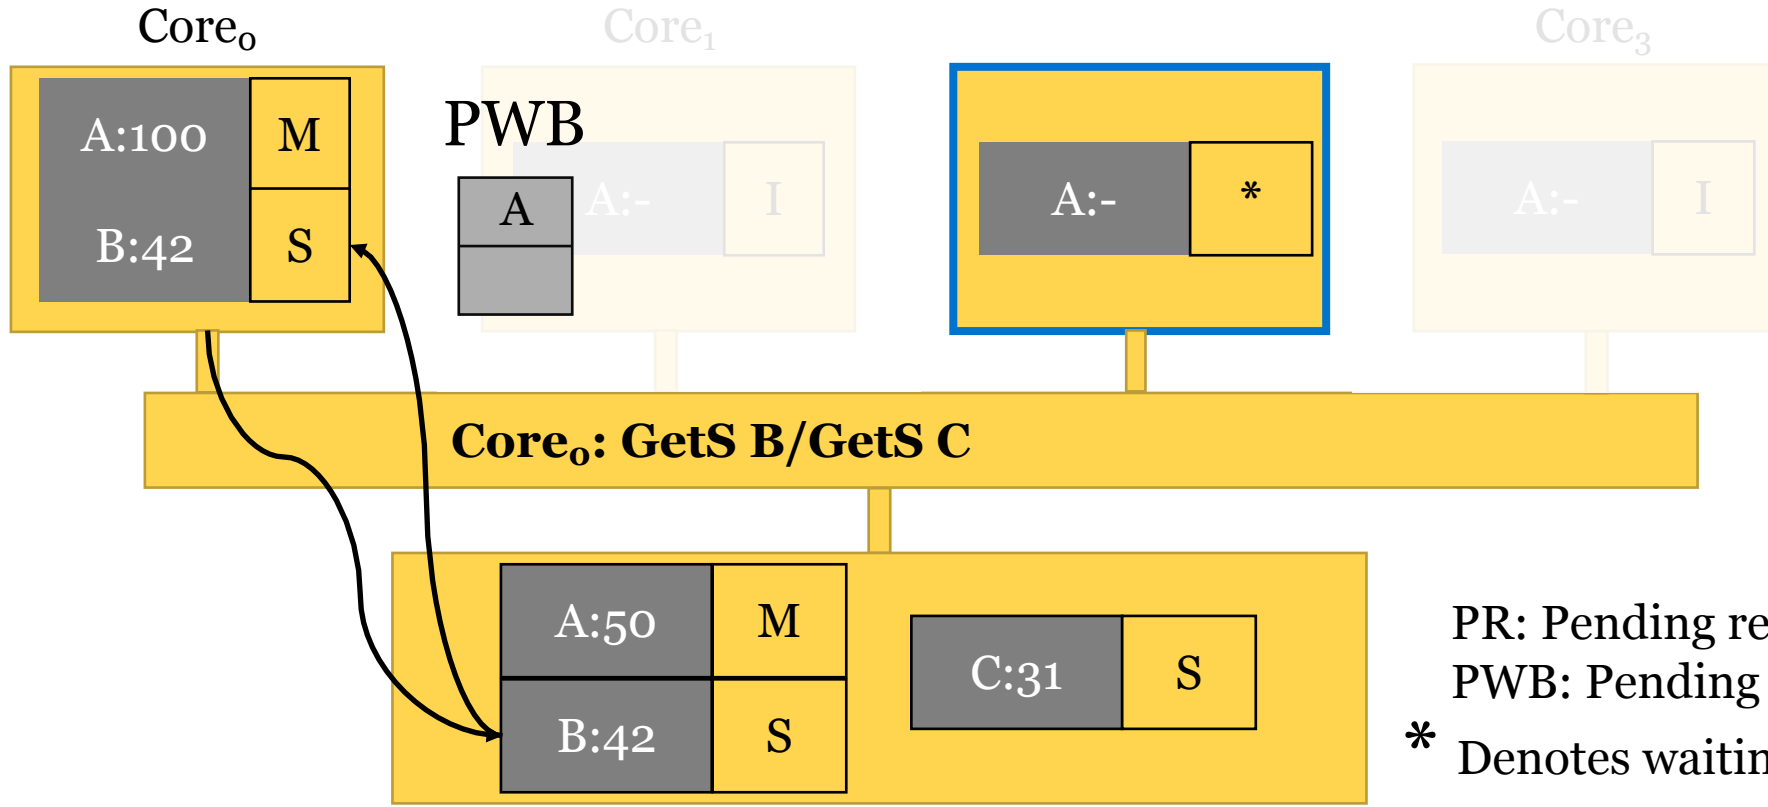 Core₀
Core₁
Core₃
A:100 M
B:42 S
PWB
A
A:- I
A:- *
A:- I
Core₀: GetS B/GetS C
A:50 M
B:42 S
C:31 S
PR: Pending re
PWB: Pending
* Denotes waitin